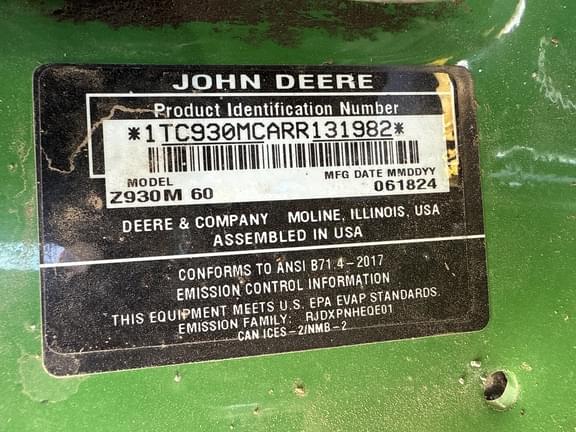 JOHN DEERE
Product Identification Number
*1TC930MCARR131982*
MODEL MFG DATE MMDDYY
Z930M 60 061824
DEERE & COMPANY MOLINE, ILLINOIS, USA
ASSEMBLED IN USA
CONFORMS TO ANSI B71.4-2017
EMISSION CONTROL INFORMATION
THIS EQUIPMENT MEETS U.S. EPA EVAP STANDARDS.
EMISSION FAMILY: RJDXPNHEQE01
CAN ICES-2/NMB-2